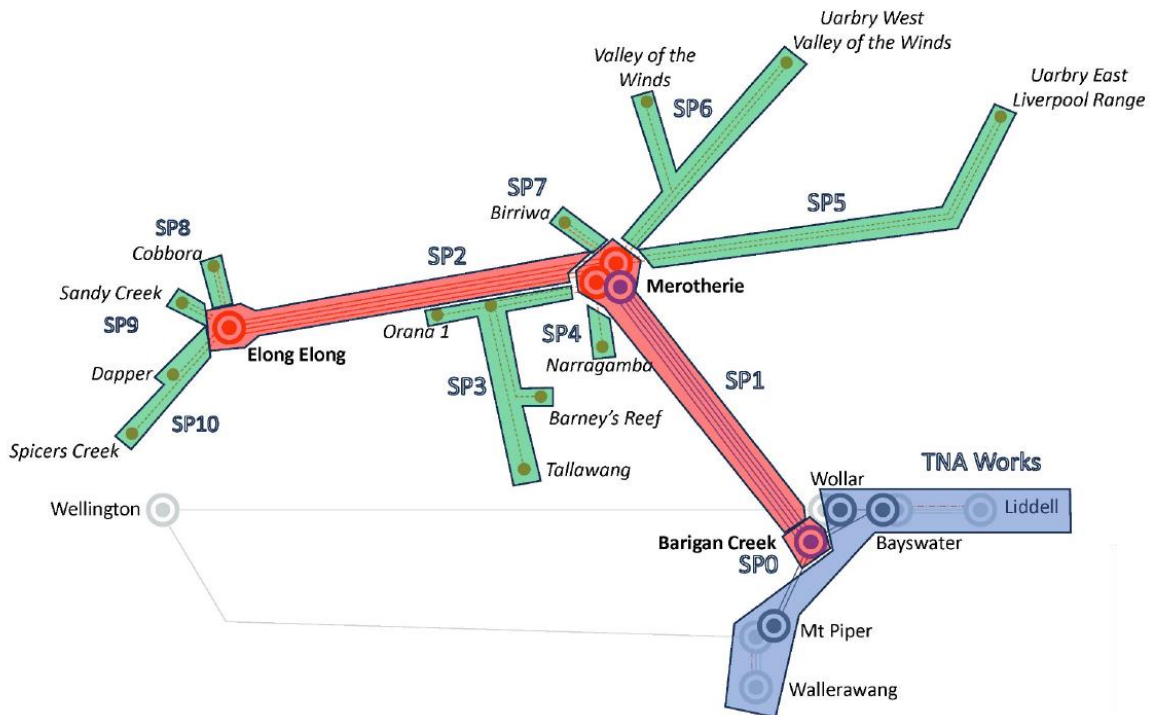 Uarbry West
Valley of the Winds
Valley of the
Winds
Uarbry East
Liverpool Range
SP6
SP7
Birriwa
SP5
SP8
Cobbora
SP2
Merotherie
Sandy Creek
SP9
Orana 1
SP4
Elong Elong
Narragamba
Dapper
SP3
SP1
SP10
Barney's Reef
Spicers Creek
Tallawang
TNA Works
Wollar
Wellington
Liddell
Barigan Creek
Bayswater
SP0
Mt Piper
Wallerawang